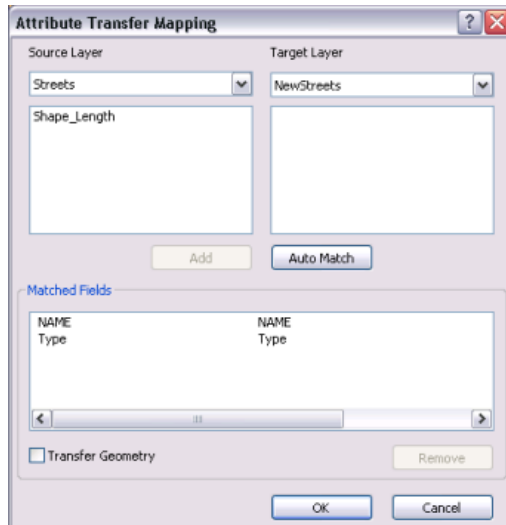 Attribute Transfer Mapping
Source Layer Target Layer
Streets NewStreets
Shape_Length
Add Auto Match
Matched Fields
NAME NAME
Type Type
Transfer Geometry Remove
OK Cancel